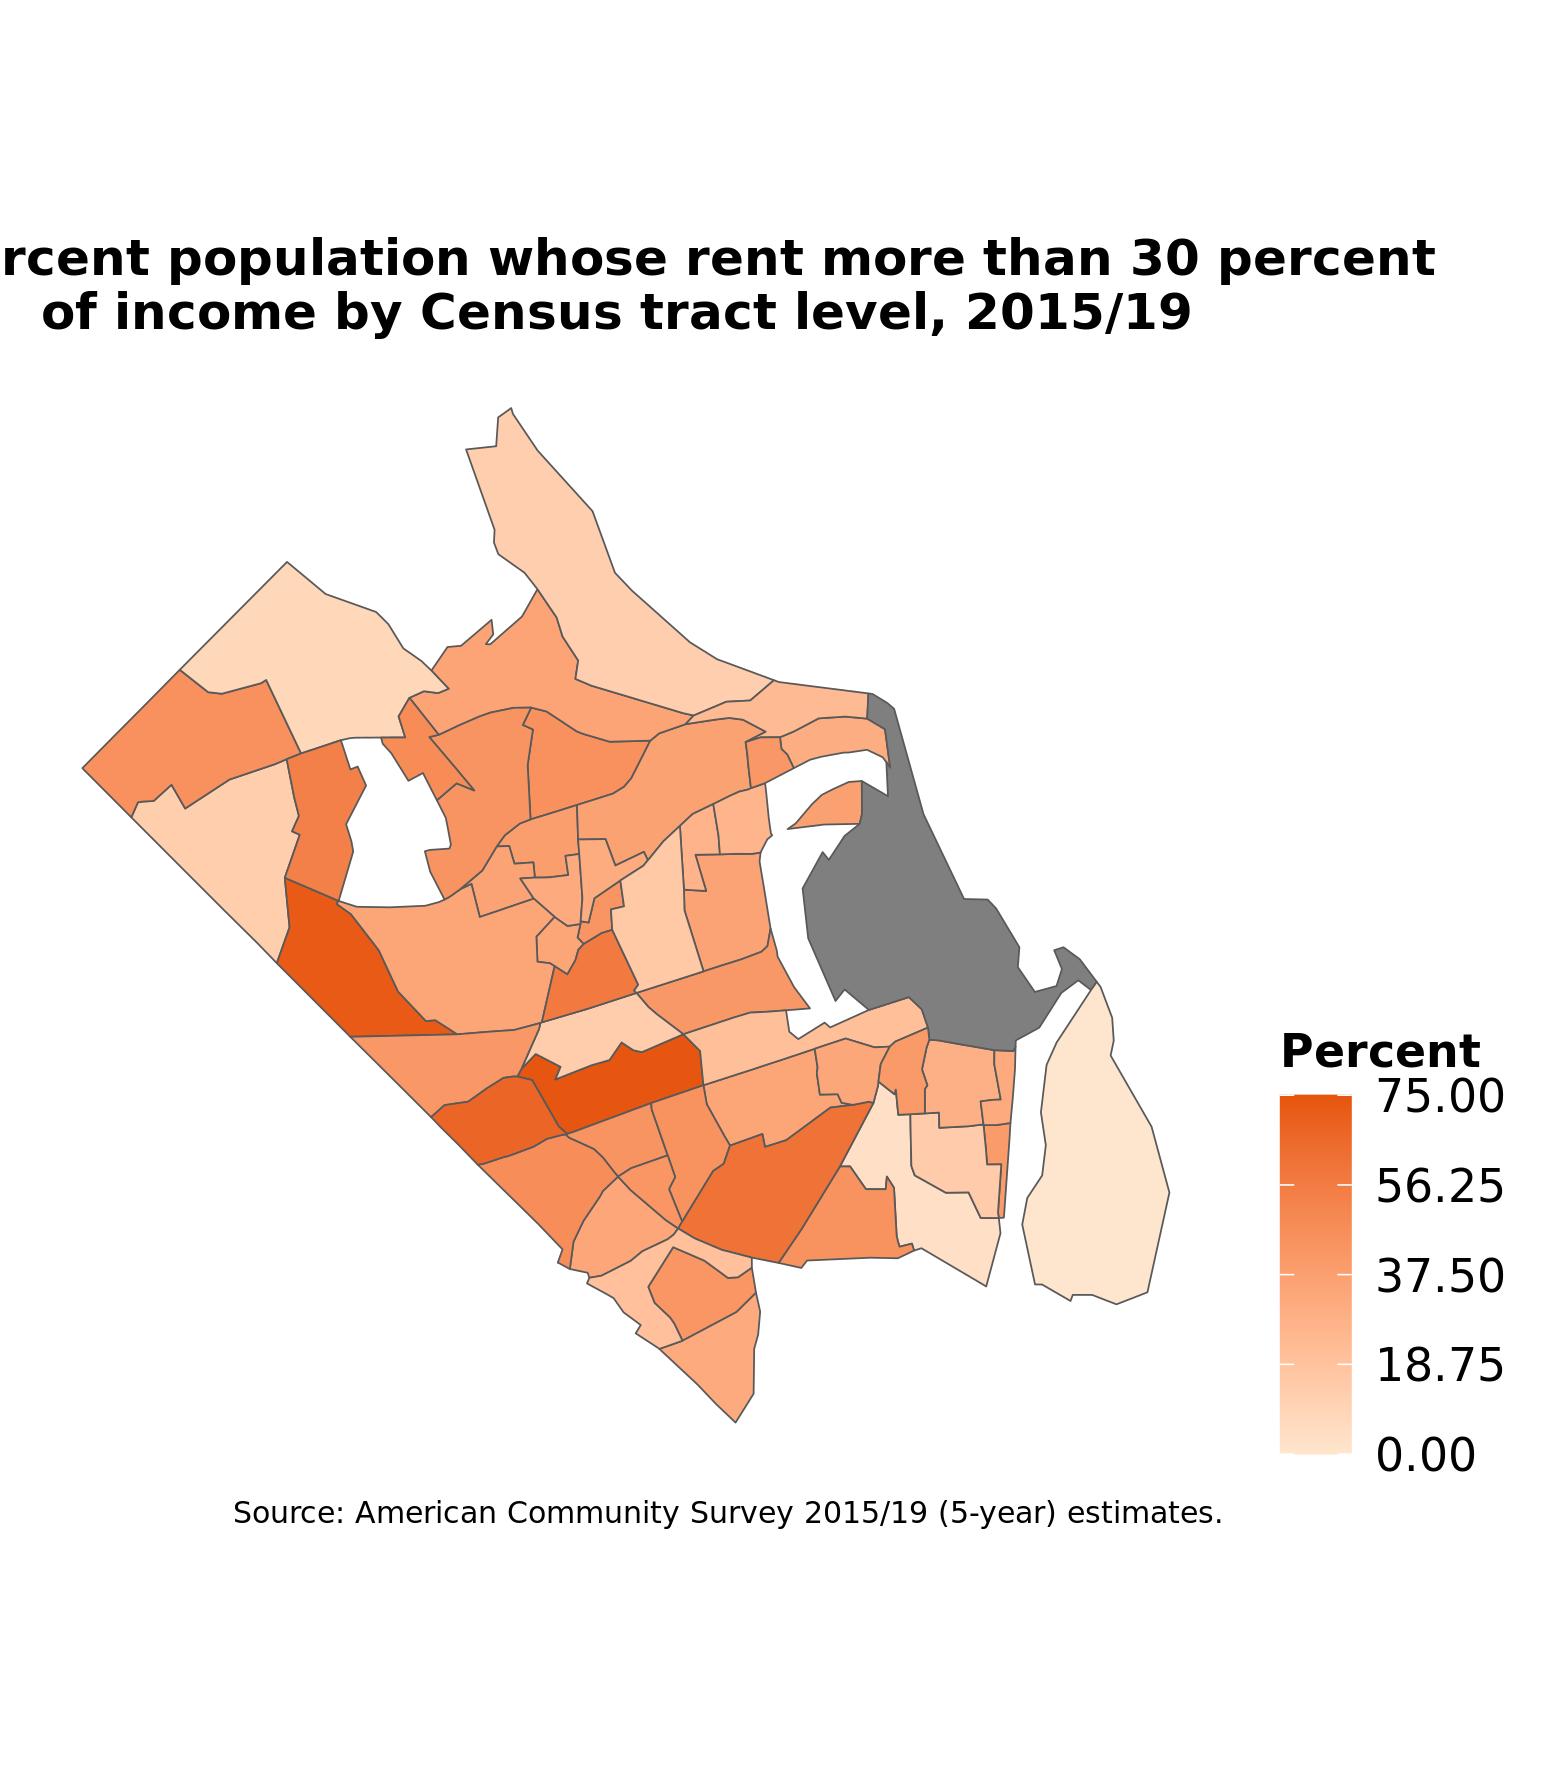 rcent population whose rent more than 30 percent
of income by Census tract level, 2015/19
Percent
75.00
56.25
37.50
18.75
0.00
Source: American Community Survey 2015/19 (5-year) estimates.